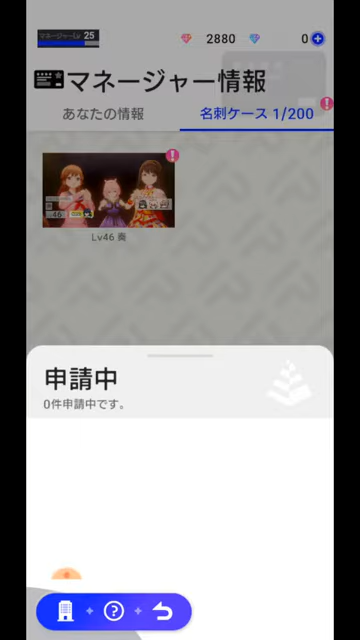 マネージャーLv 25
2880
0
マネージャー情報
あなたの情報
名刺ケース 1/200
Lv46 奏
申請中
0件申請中です。